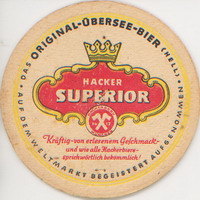 DAS ORIGINAL-ÜBERSEE-BIER (HELL)
AUF DEM WELTMARKT BEGEISTERT AUFGENOMMEN
HACKER
SUPERIOR
Kräftig-von erlesenem Geschmack-
und wie alle Hackerbiere-
sprichwörtlich bekömmlich!